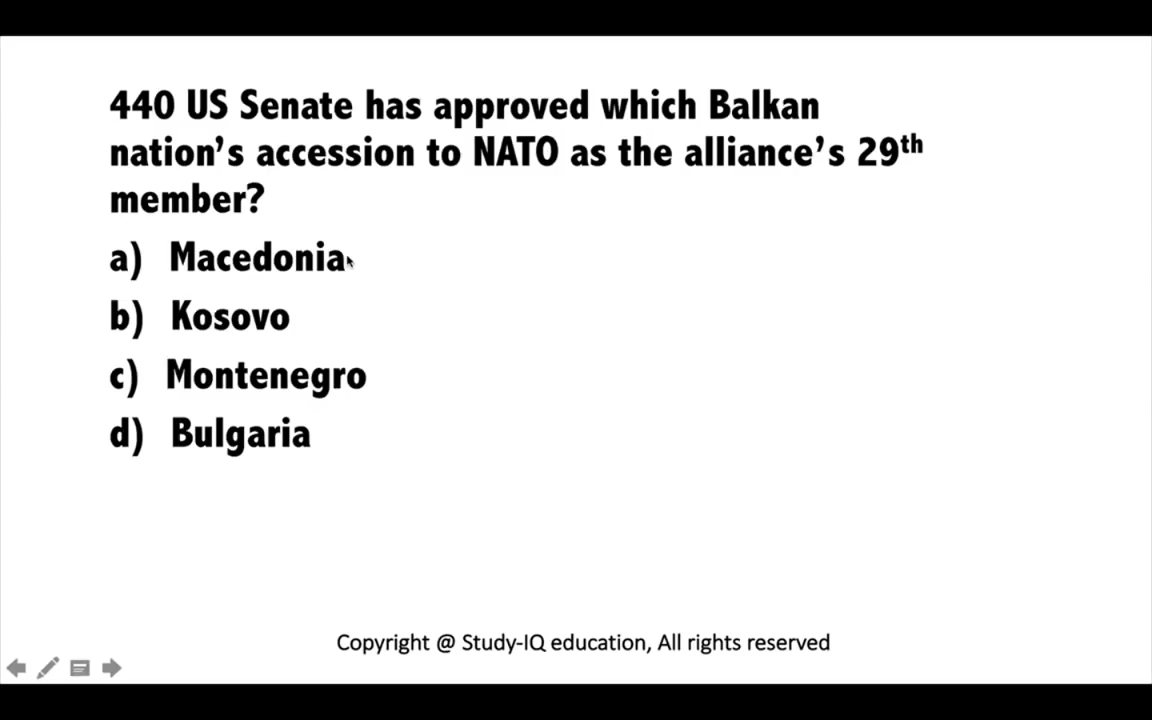 440 US Senate has approved which Balkan
nation’s accession to NATO as the alliance’s 29th
member?
a) Macedonia
b) Kosovo
c) Montenegro
d) Bulgaria
Copyright @ Study-IQ education, All rights reserved